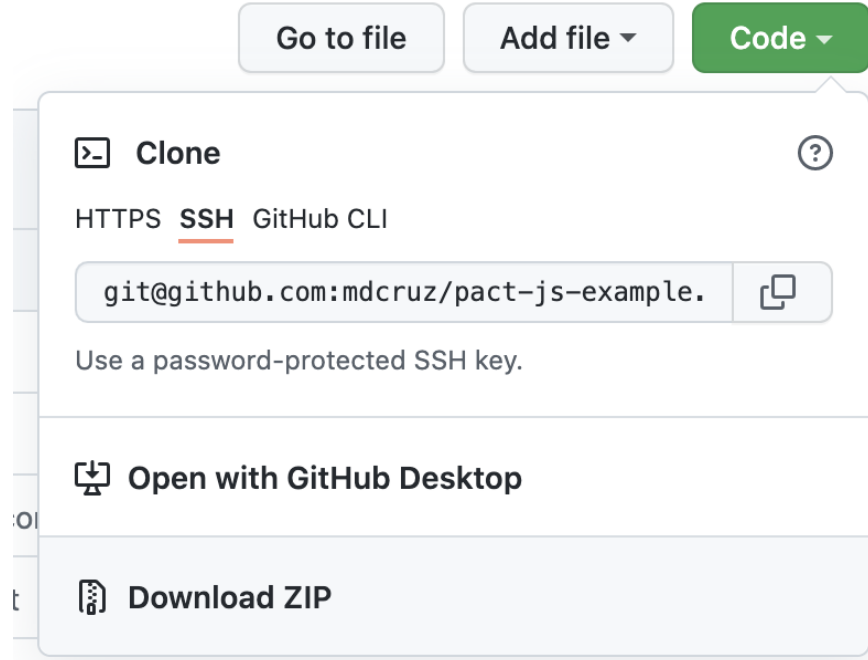 Go to file Add file Code
Clone
HTTPS SSH GitHub CLI
git@github.com:mdcruz/pact-js-example.
Use a password-protected SSH key.
Open with GitHub Desktop
Download ZIP